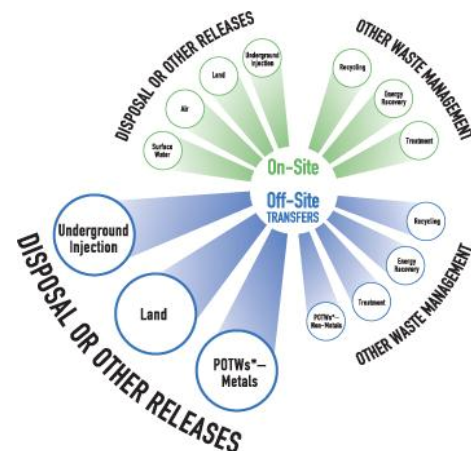 DISPOSAL OR OTHER RELEASES
Surface
Water
Air
Land
Underground
Injection
OTHER WASTE MANAGEMENT
Recycling
Energy
Recovery
Treatment
On-Site
Off-Site
TRANSFERS
DISPOSAL OR OTHER RELEASES
Underground
Injection
Land
POTWs*—
Metals
OTHER WASTE MANAGEMENT
Recycling
Energy
Recovery
Treatment
POTWs*—
Non-Metals